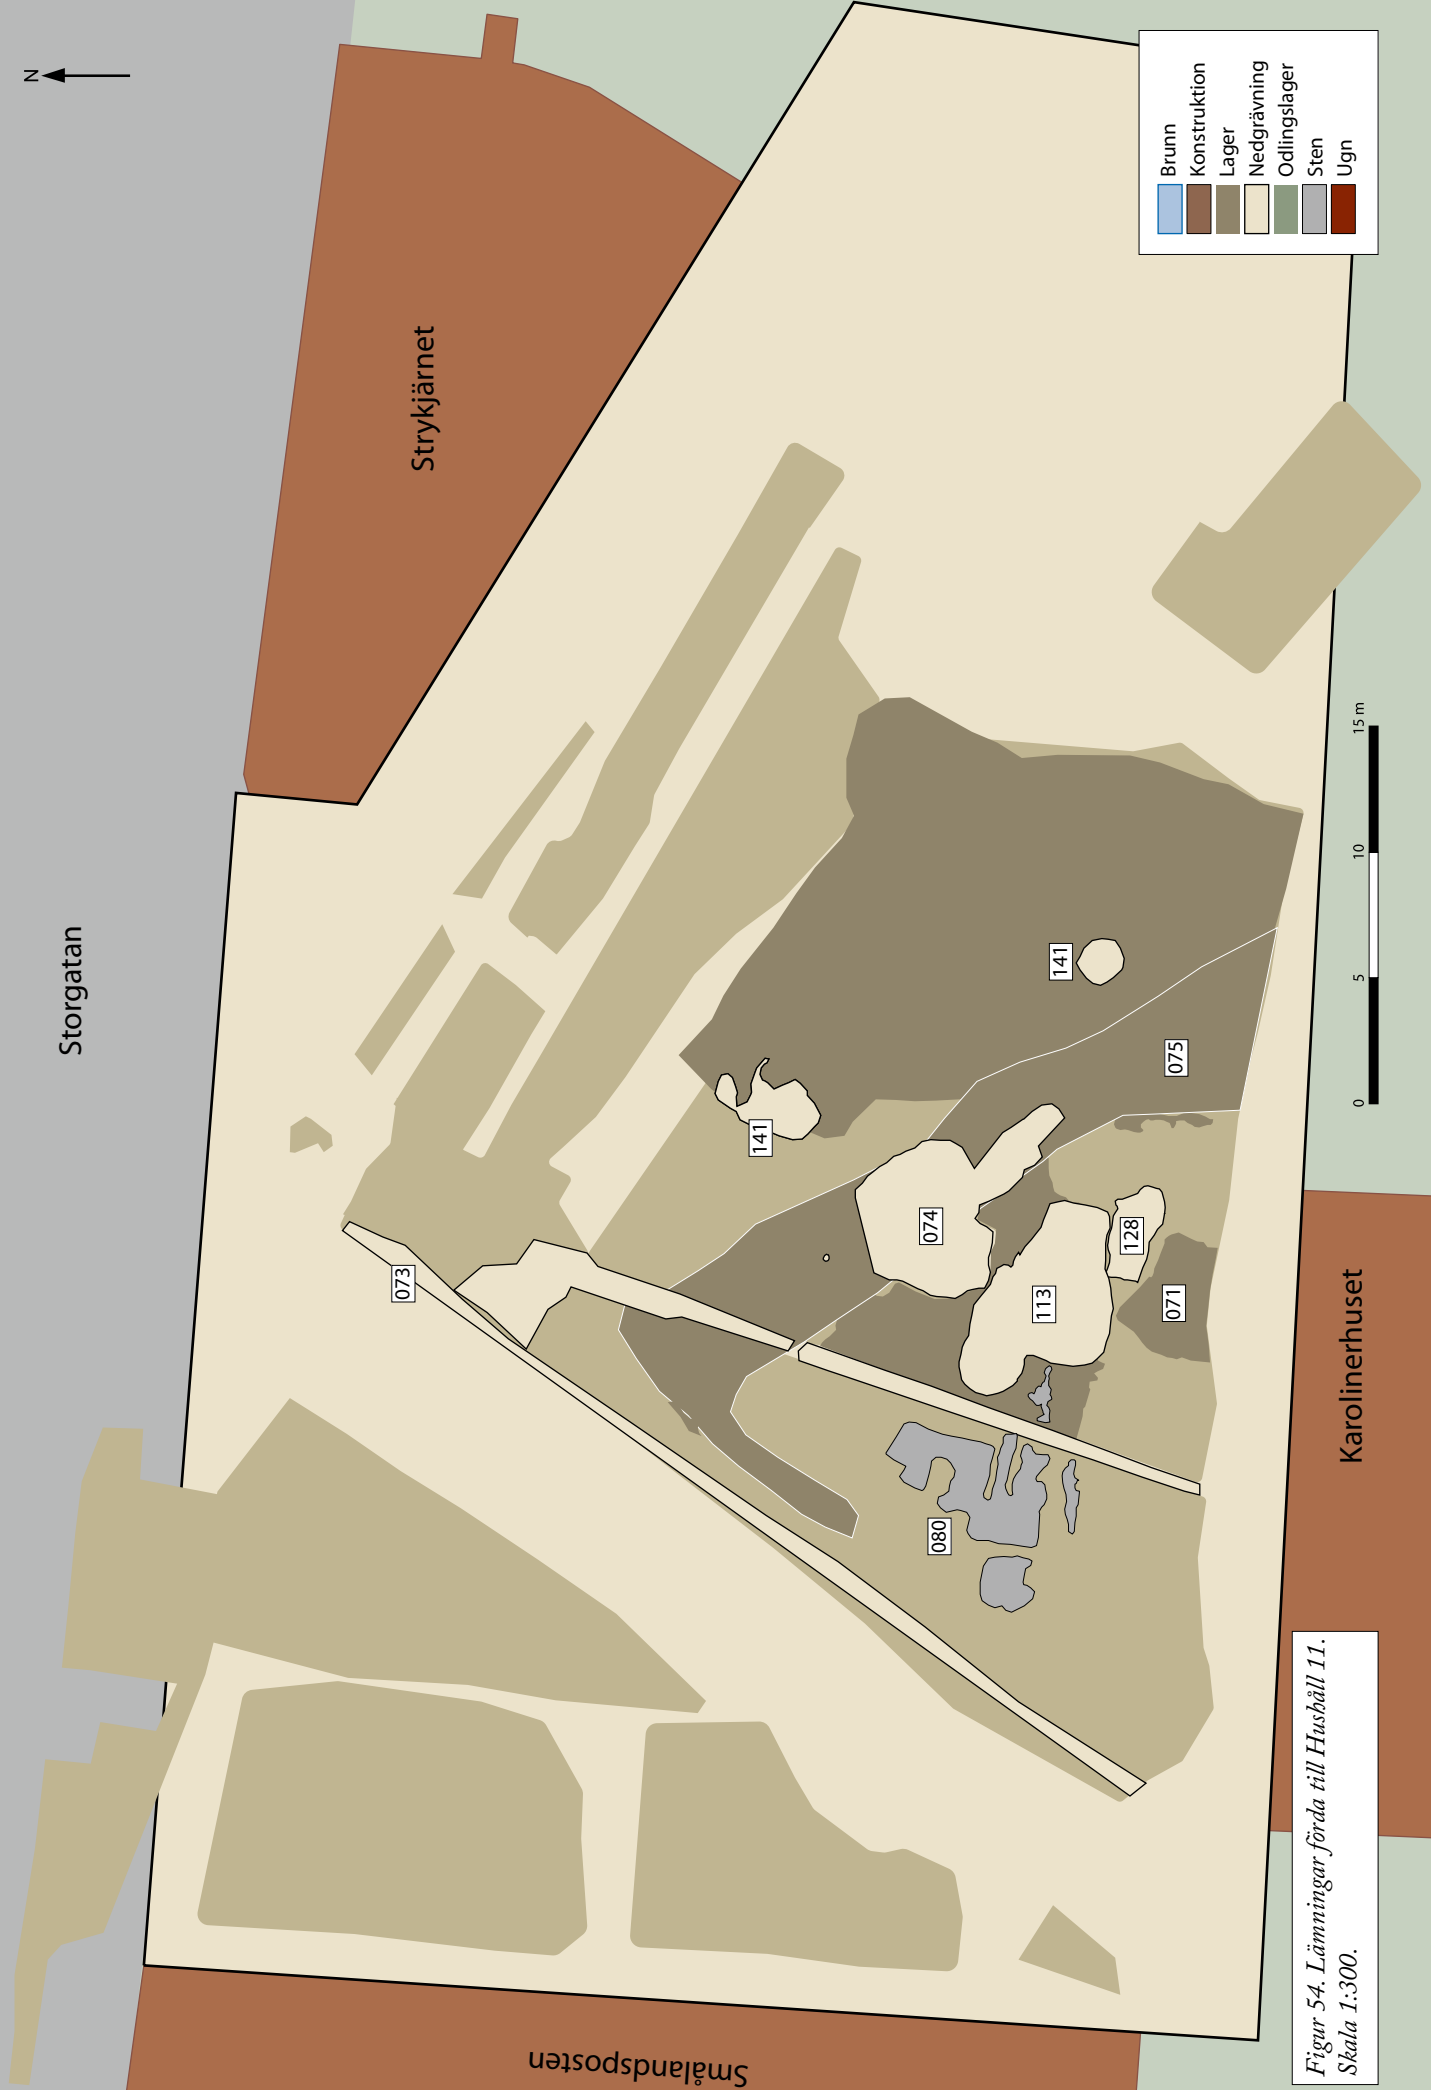 N
Storgatan
Strykjärnet
Smålandsposten
Karolinerhuset
073
141
141
074
075
113
128
071
080
0 5 10 15 m
Brunn
Konstruktion
Lager
Nedgrävning
Odlingslager
Sten
Ugn
Figur 54. Lämningar förda till Hushåll 11.
Skala 1:300.